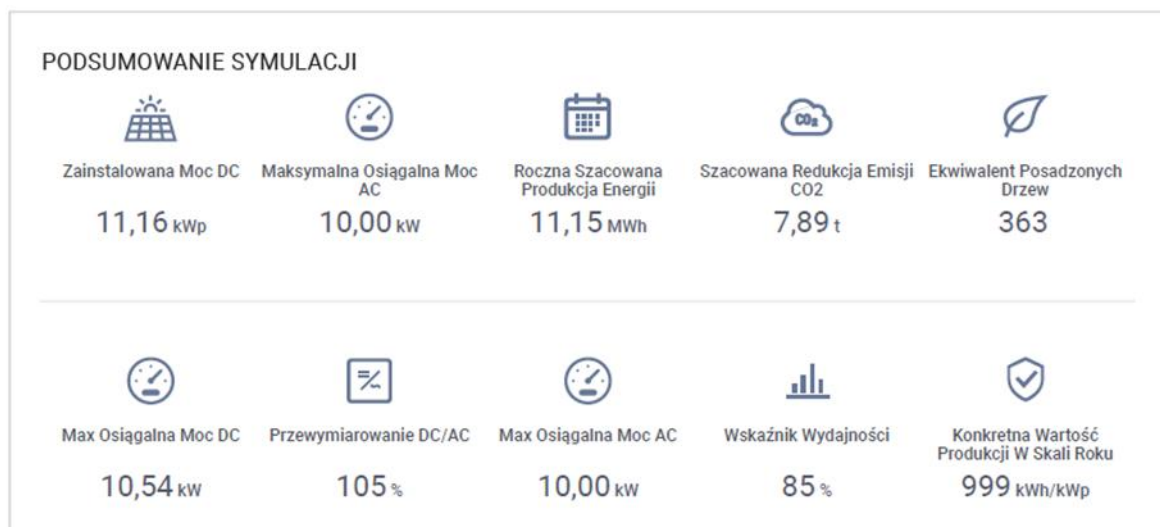 PODSUMOWANIE SYMULACJI
CO₂
Zainstalowana Moc DC
11,16 kWp
Maksymalna Osiągalna Moc
AC
10,00 kW
Roczna Szacowana
Produkcja Energii
11,15 MWh
Szacowana Redukcja Emisji
CO2
7,89 t
Ekwiwalent Posadzonych
Drzew
363
Max Osiągalna Moc DC
10,54 kW
Przewymiarowanie DC/AC
105 %
Max Osiągalna Moc AC
10,00 kW
Wskaźnik Wydajności
85 %
Konkretna Wartość
Produkcji W Skali Roku
999 kWh/kWp